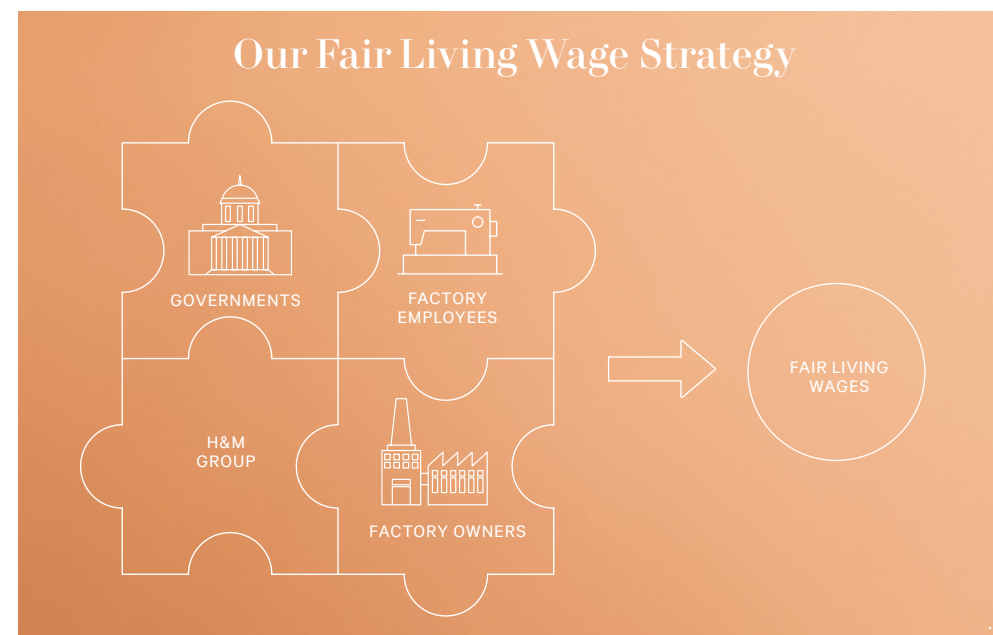 Our Fair Living Wage Strategy
GOVERNMENTS
FACTORY
EMPLOYEES
H&M
GROUP
FACTORY OWNERS
FAIR LIVING
WAGES